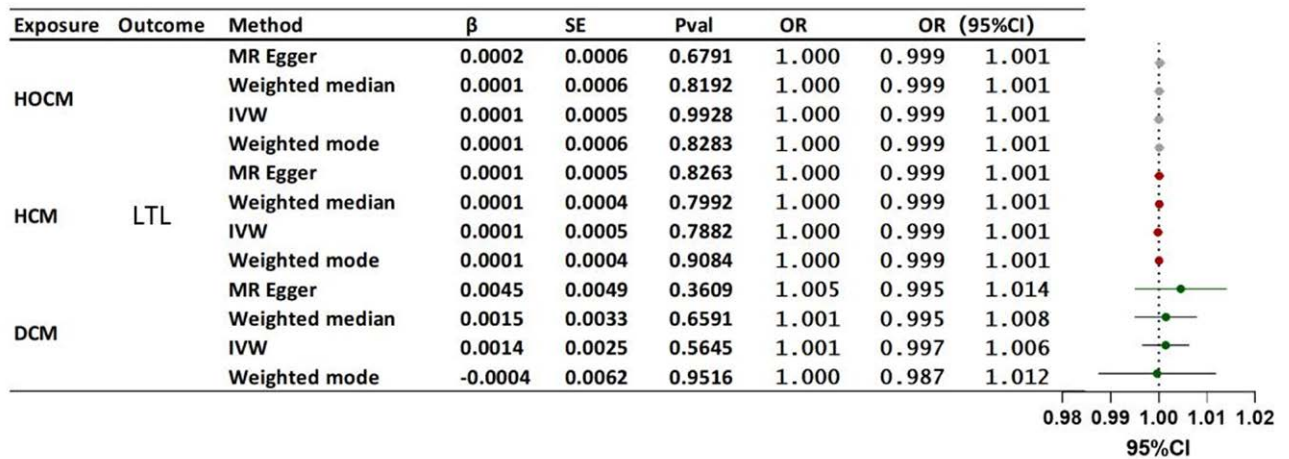 Exposure Outcome Method β SE Pval OR OR (95%CI)
MR Egger 0.0002 0.0006 0.6791 1.000 0.999 1.001
Weighted median 0.0001 0.0006 0.8192 1.000 0.999 1.001
HOCM
IVW 0.0001 0.0005 0.9928 1.000 0.999 1.001
Weighted mode 0.0001 0.0006 0.8283 1.000 0.999 1.001
MR Egger 0.0001 0.0005 0.8263 1.000 0.999 1.001
Weighted median 0.0001 0.0004 0.7992 1.000 0.999 1.001
HCM LTL
IVW 0.0001 0.0005 0.7882 1.000 0.999 1.001
Weighted mode 0.0001 0.0004 0.9084 1.000 0.999 1.001
MR Egger 0.0045 0.0049 0.3609 1.005 0.995 1.014
Weighted median 0.0015 0.0033 0.6591 1.001 0.995 1.008
DCM
IVW 0.0014 0.0025 0.5645 1.001 0.997 1.006
Weighted mode -0.0004 0.0062 0.9516 1.000 0.987 1.012
0.98 0.99 1.00 1.01 1.02
95%CI